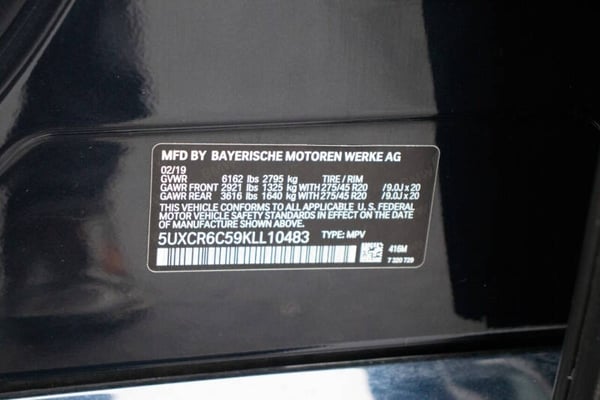 MFD BY BAYERISCHE MOTOREN WERKE AG
02/19
GVWR 6162 lbs 2795 kg TIRE / RIM
GAWR FRONT 2921 lbs 1325 kg WITH 275/45 R20 /9.0J x 20
GAWR REAR 3616 lbs 1640 kg WITH 275/45 R20 /9.0J x 20
THIS VEHICLE CONFORMS TO ALL APPLICABLE U. S. FEDERAL
MOTOR VEHICLE SAFETY STANDARDS IN EFFECT ON THE DATE
OF MANUFACTURE SHOWN ABOVE.
5UXCR6C59KLL10483 TYPE: MPV
416M
7 320 729